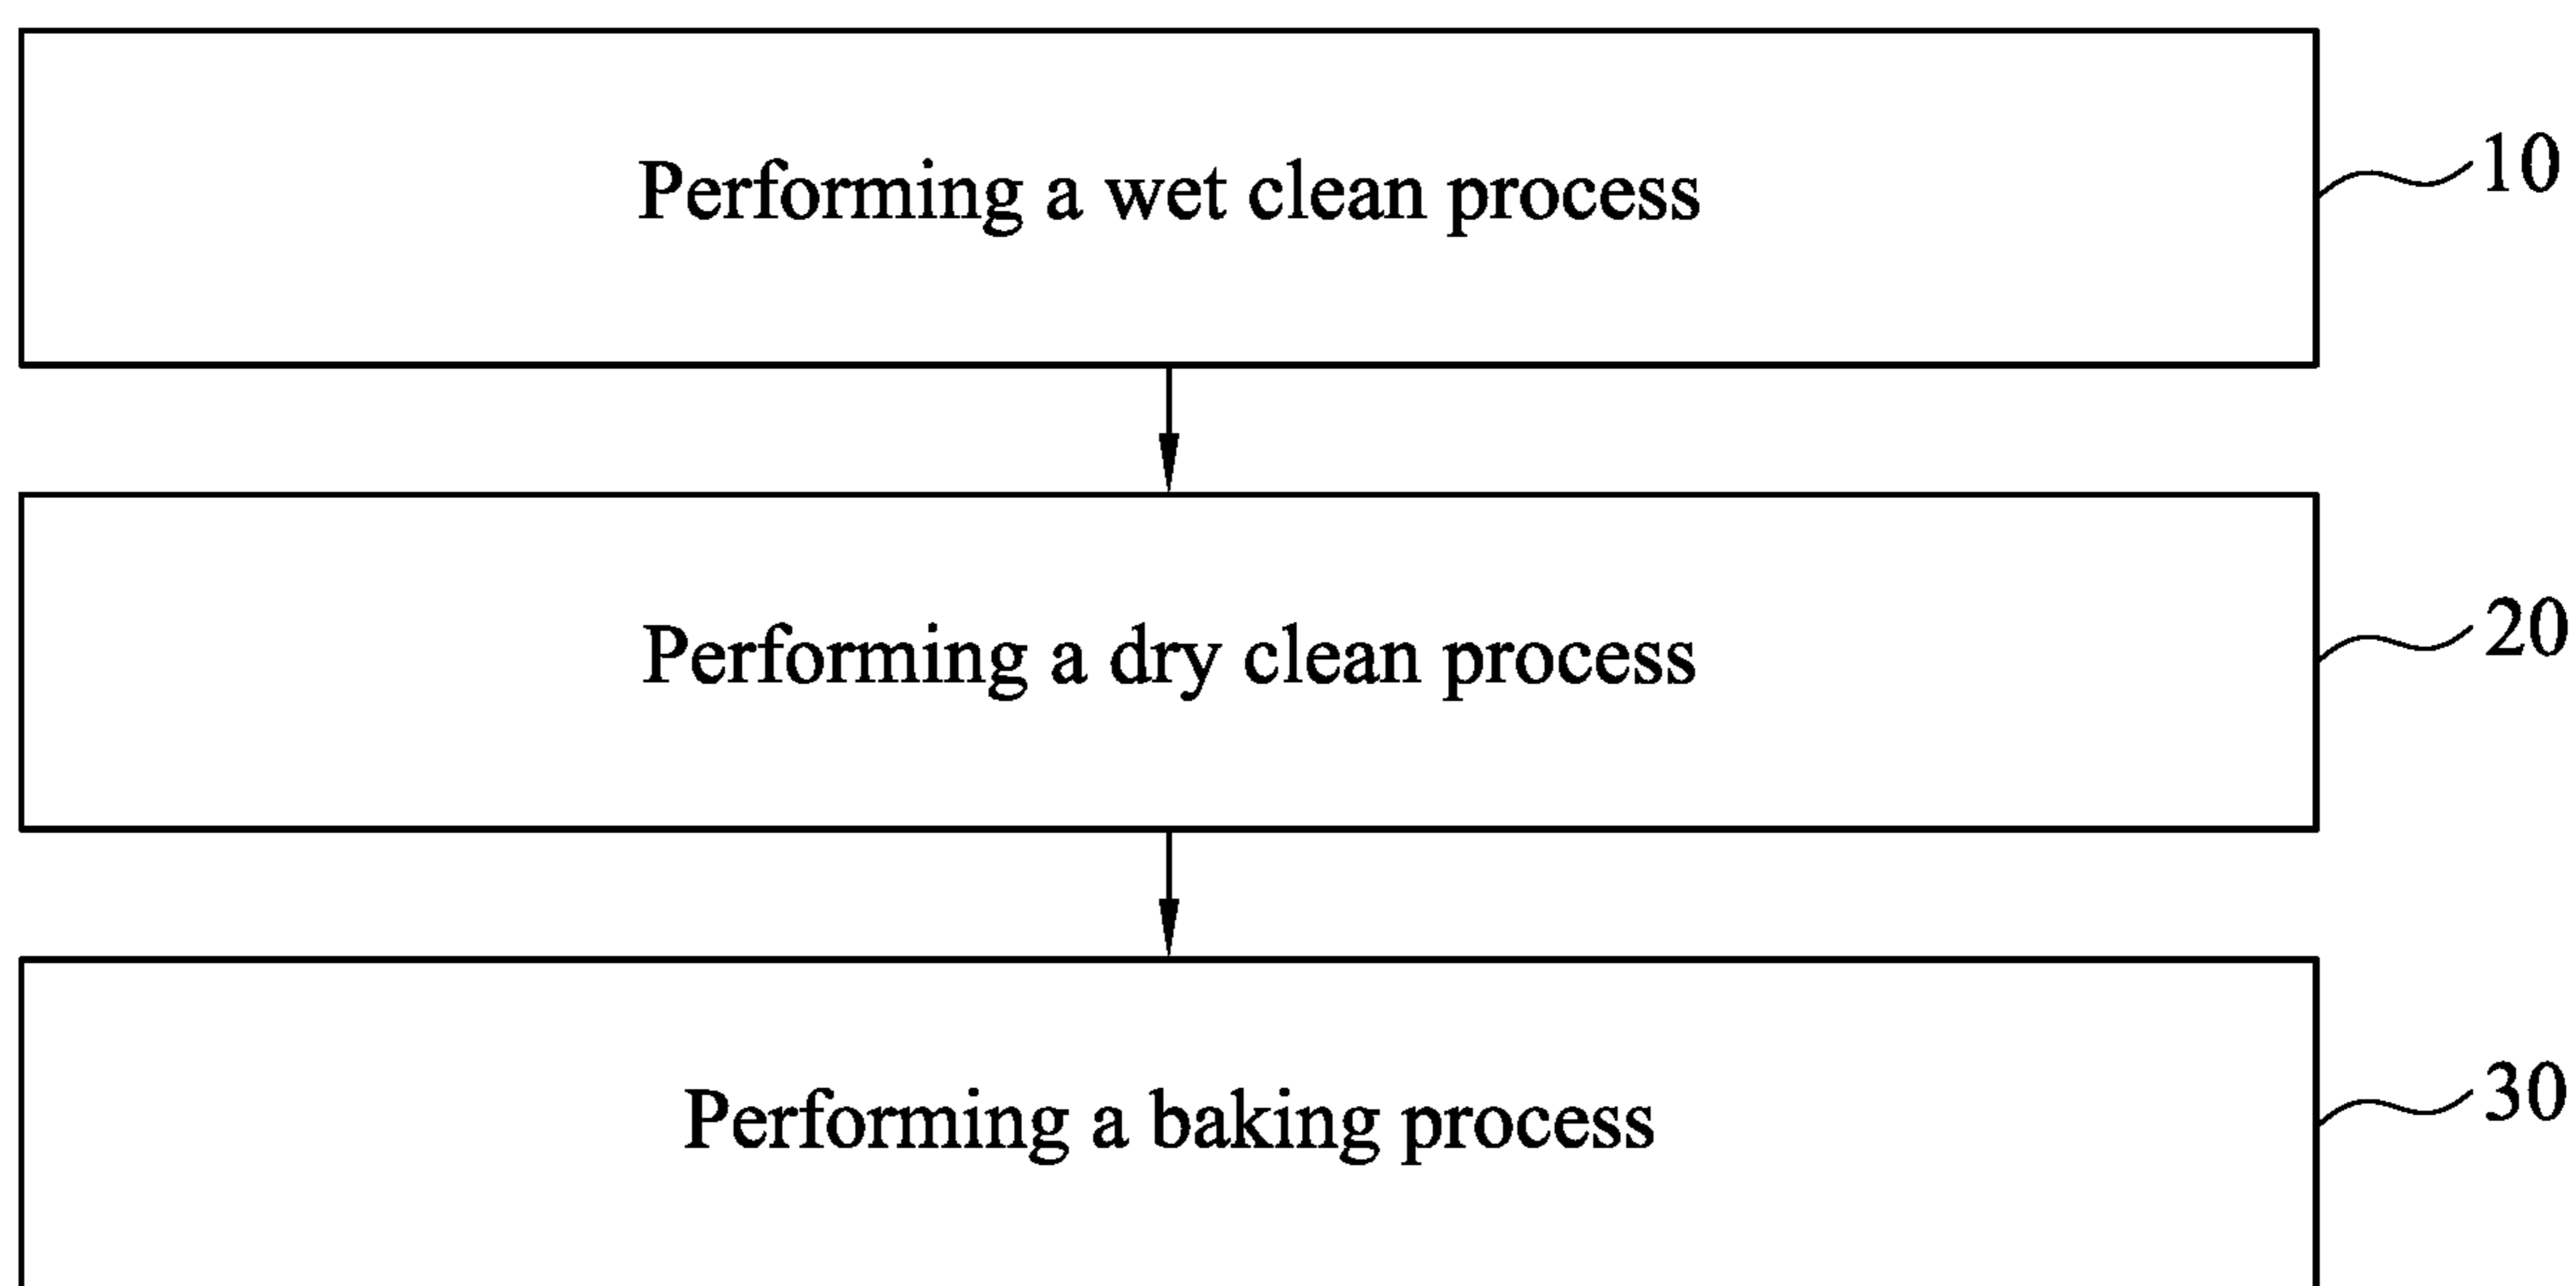 Performing a wet clean process
10
Performing a dry clean process
20
Performing a baking process
30